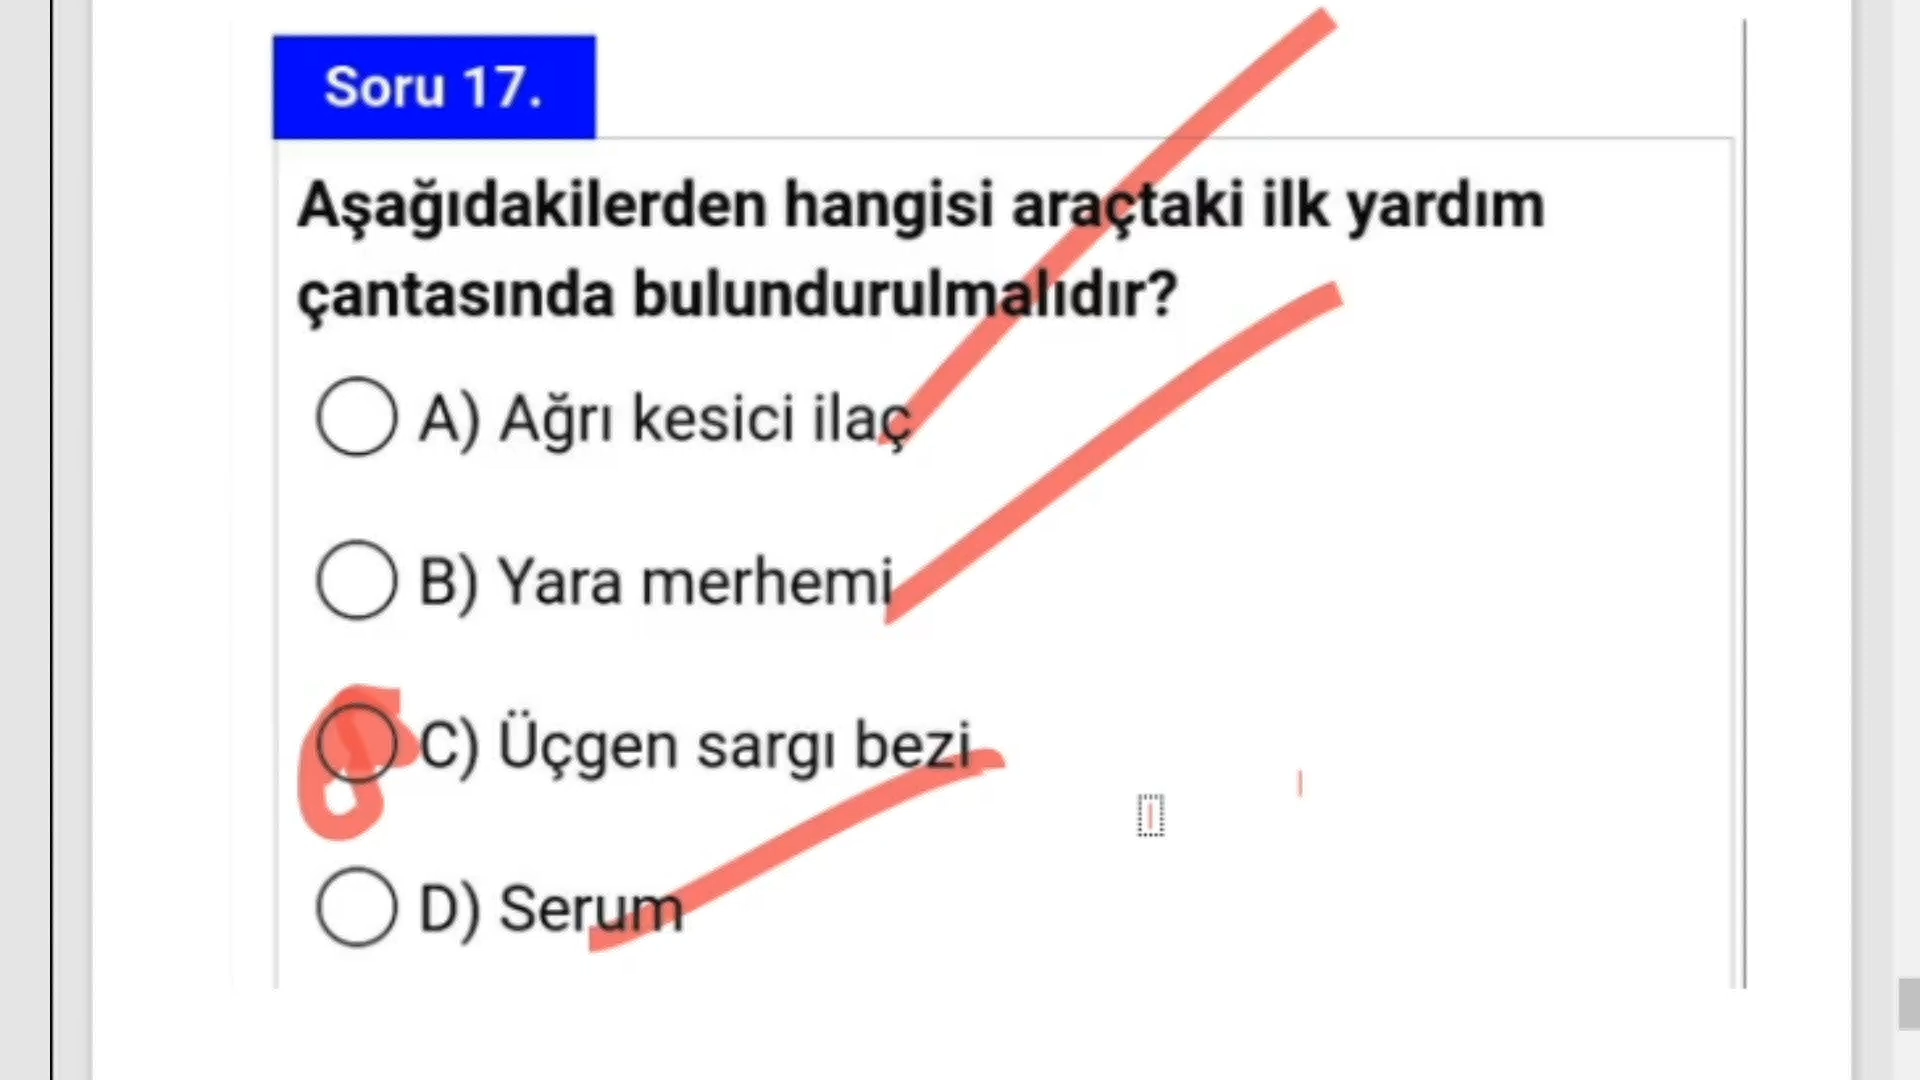 Soru 17.
Aşağıdakilerden hangisi araçtaki ilk yardım
çantasında bulundurulmalıdır?
A) Ağrı kesici ilaç
B) Yara merhemi
C) Üçgen sargı bezi
D) Serum